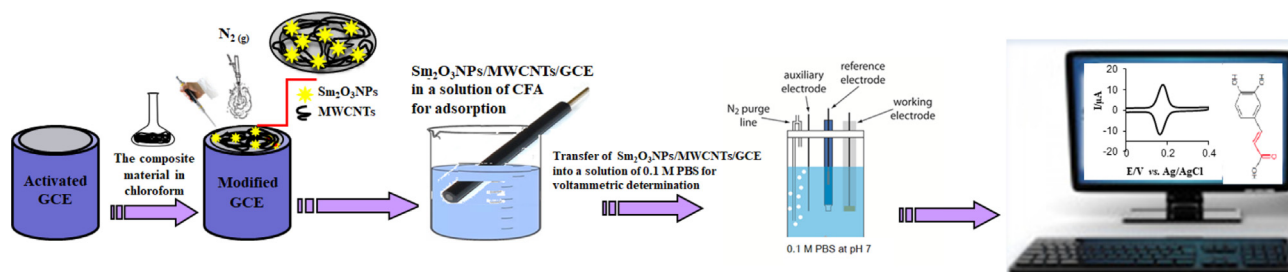 Activated
GCE
The composite
material in
chloroform
N₂ (g)
Sm₂O₃NPs
MWCNTs
Modified
GCE
Sm₂O₃NPs/MWCNTs/GCE
in a solution of CFA
for adsorption
Transfer of Sm₂O₃NPs/MWCNTs/GCE
into a solution of 0.1 M PBS for
voltammetric determination
N₂ purge
line
auxiliary
electrode
reference
electrode
working
electrode
0.1 M PBS at pH 7
I/µA
20
10
0
-10
-20
0
0.2
0.4
E/V vs. Ag/AgCl
OH
O